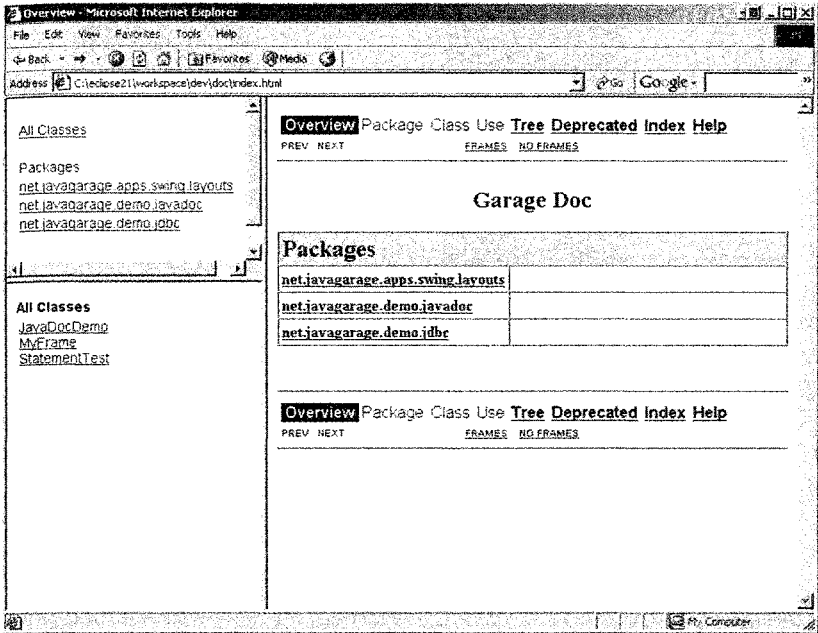 Overview - Microsoft Internet Explorer
File Edit View Favorites Tools Help
Back Favorites Media
Address C:\eclipse21\workspace\dev\doc\index.html Go Google
All Classes
Packages
net.javagarage.apps.swing.layouts
net.javagarage.demo.javadoc
net.javagarage.demo.jdbc
All Classes
JavaDocDemo
MyFrame
StatementTest
Overview Package Class Use Tree Deprecated Index Help
PREV NEXT FRAMES NO FRAMES
Garage Doc
Packages
net.javagarage.apps.swing.layouts
net.javagarage.demo.javadoc
net.javagarage.demo.jdbc
Overview Package Class Use Tree Deprecated Index Help
PREV NEXT FRAMES NO FRAMES
My Computer